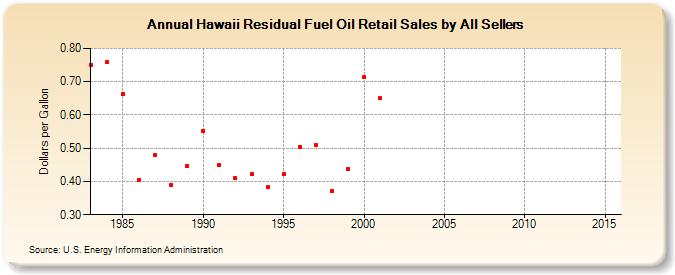 Annual Hawaii Residual Fuel Oil Retail Sales by All Sellers
Dollars per Gallon
0.80
0.70
0.60
0.50
0.40
0.30
1985 1990 1995 2000 2005 2010 2015
Source: U.S. Energy Information Administration